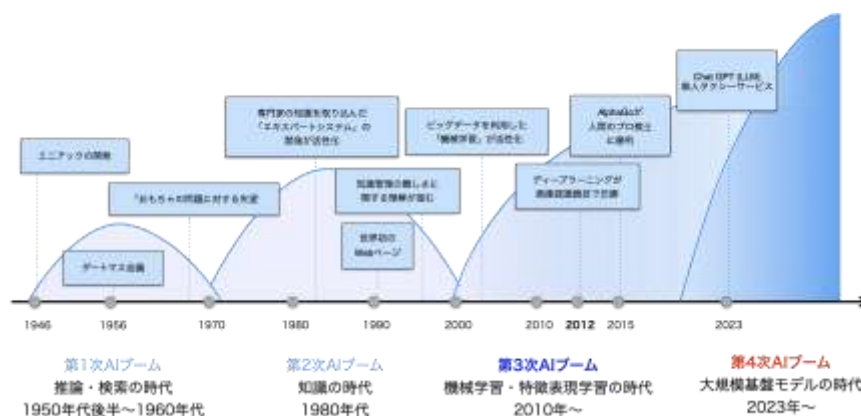 エニアックの開発
ダートマス会議
「おもちゃの問題に対する失望
専門家の知識を取り込んだ
「エキスパートシステム」の
開発が活性化
知識管理の難しさに
関する理解が進む
世界初の
Webページ
ビッグデータを利用した
「機械学習」が活性化
ディープラーニングが
画像認識競技で圧勝
AlphaGoが
人間のプロ棋士
に勝利
Chat GPT (LLM)
無人タクシーサービス
1946
1956
1970
1980
1990
2000
2010
2012
2015
2023
第1次AIブーム
推論・検索の時代
1950年代後半～1960年代
第2次AIブーム
知識の時代
1980年代
第3次AIブーム
機械学習・特徴表現学習の時代
2010年～
第4次AIブーム
大規模基盤モデルの時代
2023年～